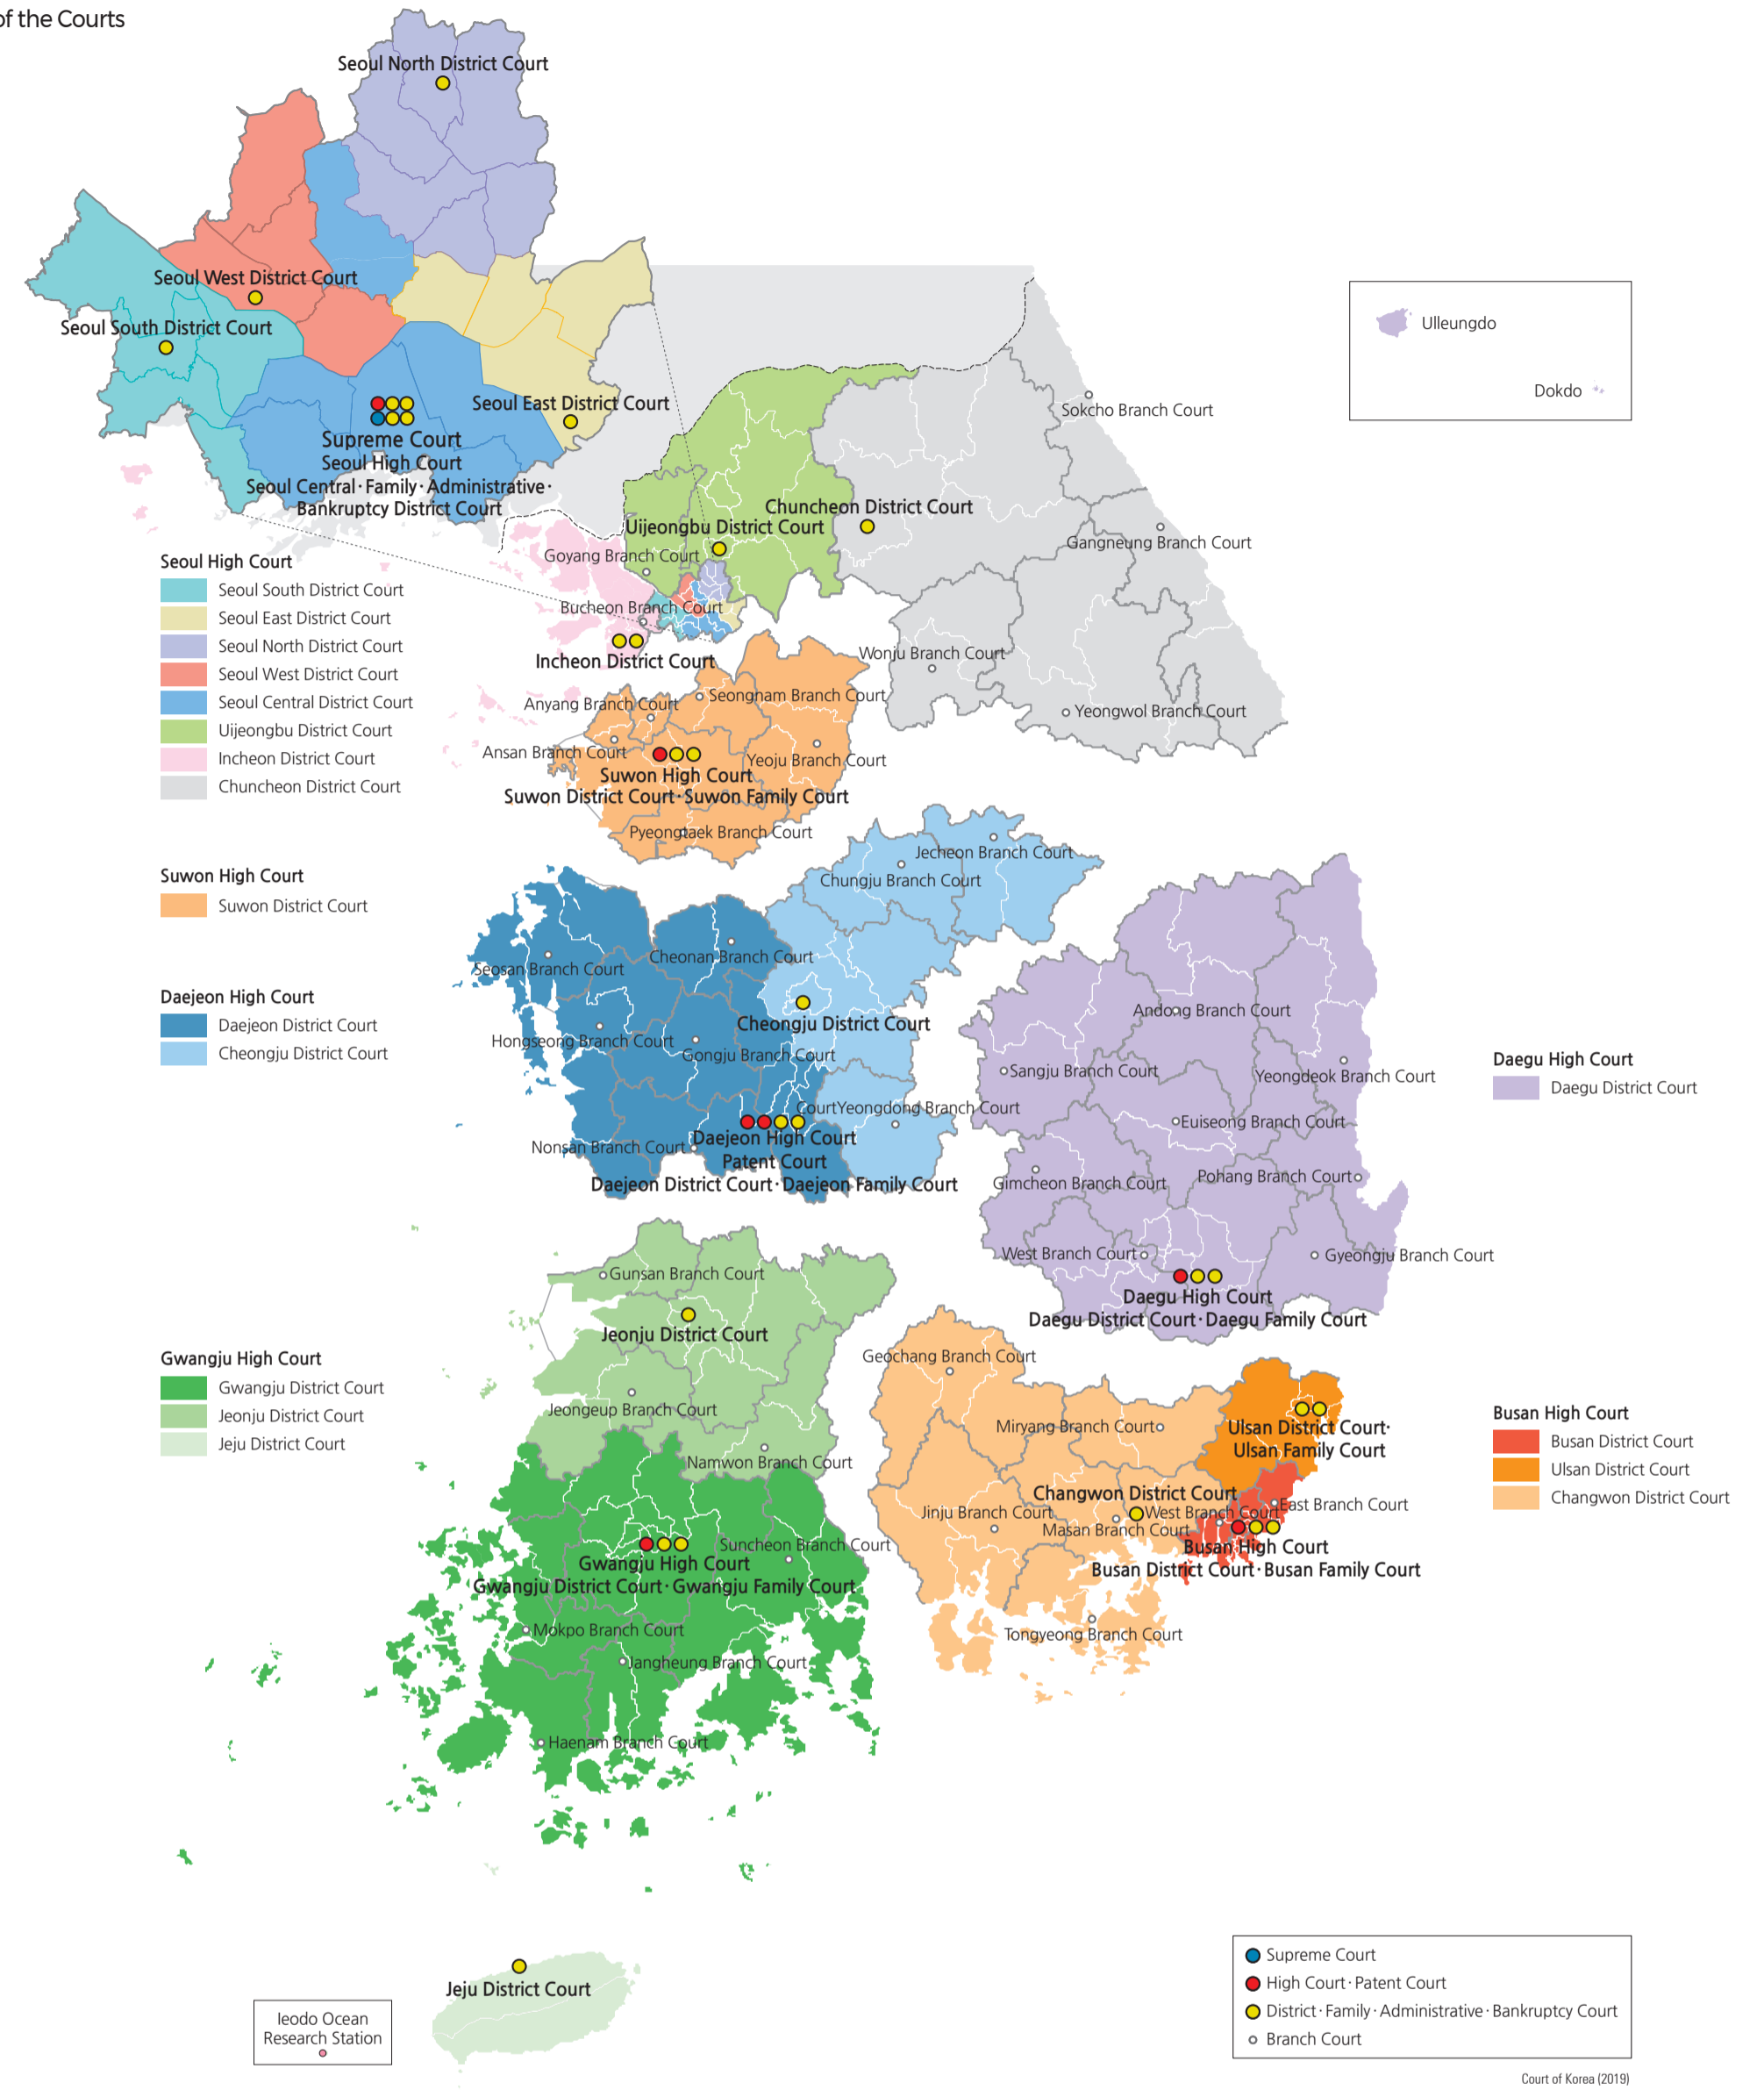 of the Courts
Seoul North District Court
Seoul West District Court
Seoul South District Court
Seoul East District Court
Supreme Court
Seoul High Court
Seoul Central · Family · Administrative ·
Bankruptcy District Court
Ulleungdo
Dokdo
Sokcho Branch Court
Chuncheon District Court
Uijeongbu District Court
Gangneung Branch Court
Goyang Branch Court
Bucheon Branch Court
Incheon District Court
Wonju Branch Court
Yeongwol Branch Court
Seoul High Court
Seoul South District Court
Seoul East District Court
Seoul North District Court
Seoul West District Court
Seoul Central District Court
Uijeongbu District Court
Incheon District Court
Chuncheon District Court
Seongnam Branch Court
Anyang Branch Court
Ansan Branch Court
Yeoju Branch Court
Suwon High Court
Suwon District Court · Suwon Family Court
Pyeongtaek Branch Court
Suwon High Court
Suwon District Court
Jecheon Branch Court
Chungju Branch Court
Cheonan Branch Court
Seosan Branch Court
Cheongju District Court
Hongseong Branch Court
Gongju Branch Court
CourtYeongdong Branch Court
Nonsan Branch Court
Daejeon High Court
Patent Court
Daejeon District Court · Daejeon Family Court
Daejeon High Court
Daejeon District Court
Cheongju District Court
Andong Branch Court
Sangju Branch Court
Yeongdeok Branch Court
Euiseong Branch Court
Gimcheon Branch Court
Pohang Branch Court
West Branch Court
Gyeongju Branch Court
Daegu High Court
Daegu District Court · Daegu Family Court
Daegu High Court
Daegu District Court
Gunsan Branch Court
Jeonju District Court
Jeongeup Branch Court
Namwon Branch Court
Gwangju High Court
Gwangju District Court
Jeonju District Court
Jeju District Court
Suncheon Branch Court
Gwangju High Court
Gwangju District Court · Gwangju Family Court
Mokpo Branch Court
Jangheung Branch Court
Haenam Branch Court
Geochang Branch Court
Miryang Branch Court
Ulsan District Court·
Ulsan Family Court
Changwon District Court
Jinju Branch Court
West Branch Court
East Branch Court
Masan Branch Court
Busan High Court
Busan District Court · Busan Family Court
Tongyeong Branch Court
Busan High Court
Busan District Court
Ulsan District Court
Changwon District Court
Jeju District Court
Ieodo Ocean
Research Station
Supreme Court
High Court · Patent Court
District · Family · Administrative · Bankruptcy Court
Branch Court
Court of Korea (2019)